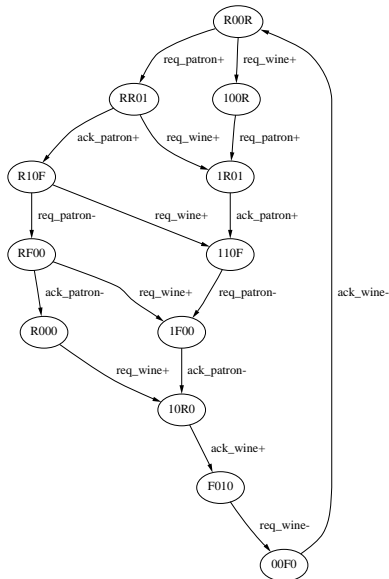 R00R
req_patron+ req_wine+
RR01 100R
ack_patron+ req_wine+ req_patron+
R10F 1R01
req_patron- req_wine+ ack_patron+
RF00 110F
ack_patron- req_wine+ req_patron- ack_wine-
R000 1F00
req_wine+ ack_patron-
10R0
ack_wine+
F010
req_wine-
00F0